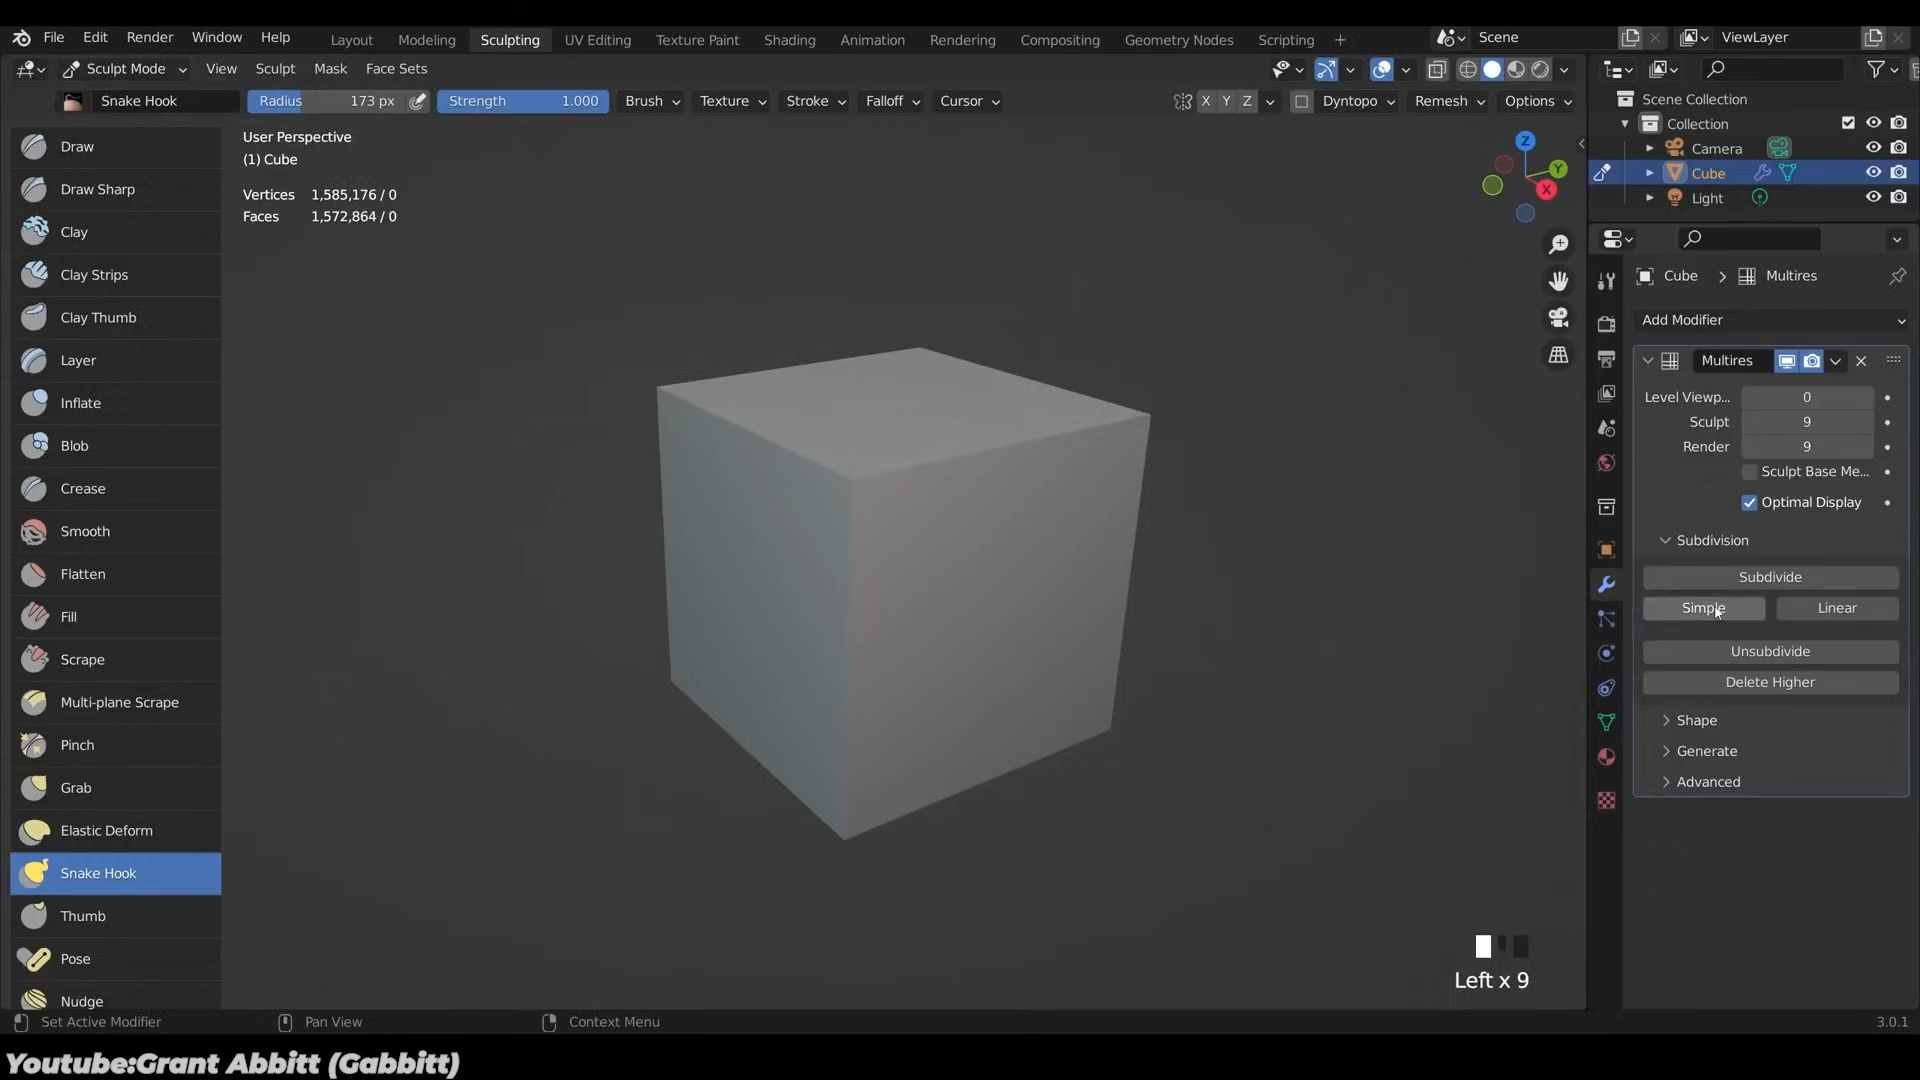 File Edit Render Window Help Layout Modeling Sculpting UV Editing Texture Paint Shading Animation Rendering Compositing Geometry Nodes Scripting + Scene ViewLayer
Sculpt Mode View Sculpt Mask Face Sets
Snake Hook Radius 173 px Strength 1.000 Brush Texture Stroke Falloff Cursor X Y Z Dyntopo Remesh Options
Draw
Draw Sharp
Clay
Clay Strips
Clay Thumb
Layer
Inflate
Blob
Crease
Smooth
Flatten
Fill
Scrape
Multi-plane Scrape
Pinch
Grab
Elastic Deform
Snake Hook
Thumb
Pose
Nudge
User Perspective
(1) Cube
Vertices 1,585,176 / 0
Faces 1,572,864 / 0
Z
Y
X
Left x 9
Scene Collection
Collection
Camera
Cube
Light
Cube > Multires
Add Modifier
Multires
Level Viewp... 0
Sculpt 9
Render 9
Sculpt Base Me...
Optimal Display
Subdivision
Subdivide
Simple Linear
Unsubdivide
Delete Higher
Shape
Generate
Advanced
Set Active Modifier Pan View Context Menu 3.0.1
Youtube:Grant Abbitt (Gabbitt)